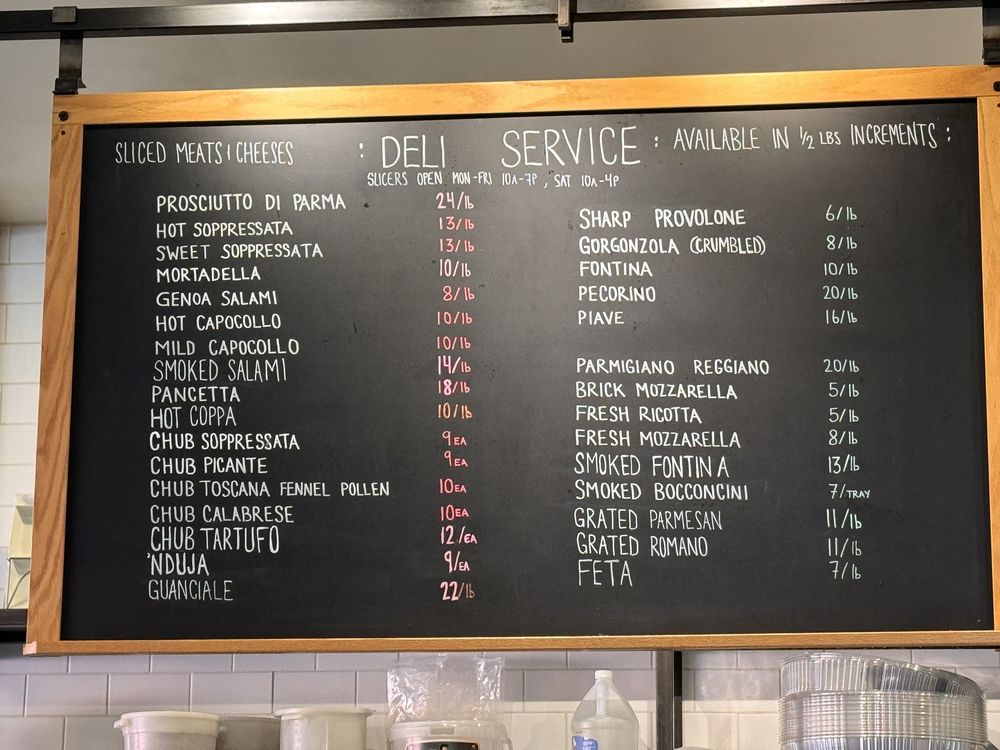 SLICED MEATS & CHEESES : DELI SERVICE : AVAILABLE IN 1/2 LBS INCREMENTS :
SLICERS OPEN MON-FRI 10A-7P , SAT 10A-4P
PROSCIUTTO DI PARMA 24/lb
HOT SOPPRESSATA 13/lb
SWEET SOPPRESSATA 13/lb
MORTADELLA 10/lb
GENOA SALAMI 8/lb
HOT CAPOCOLLO 10/lb
MILD CAPOCOLLO 10/lb
SMOKED SALAMI 14/lb
PANCETTA 18/lb
HOT COPPA 10/lb
CHUB SOPPRESSATA 9EA
CHUB PICANTE 9EA
CHUB TOSCANA FENNEL POLLEN 10EA
CHUB CALABRESE 10EA
CHUB TARTUFO 12/EA
'NDUJA 9/EA
GUANCIALE 22/lb
SHARP PROVOLONE 6/lb
GORGONZOLA (CRUMBLED) 8/lb
FONTINA 10/lb
PECORINO 20/lb
PIAVE 16/lb
PARMIGIANO REGGIANO 20/lb
BRICK MOZZARELLA 5/lb
FRESH RICOTTA 5/lb
FRESH MOZZARELLA 8/lb
SMOKED FONTINA 13/lb
SMOKED BOCCONCINI 7/TRAY
GRATED PARMESAN 11/lb
GRATED ROMANO 11/lb
FETA 7/lb